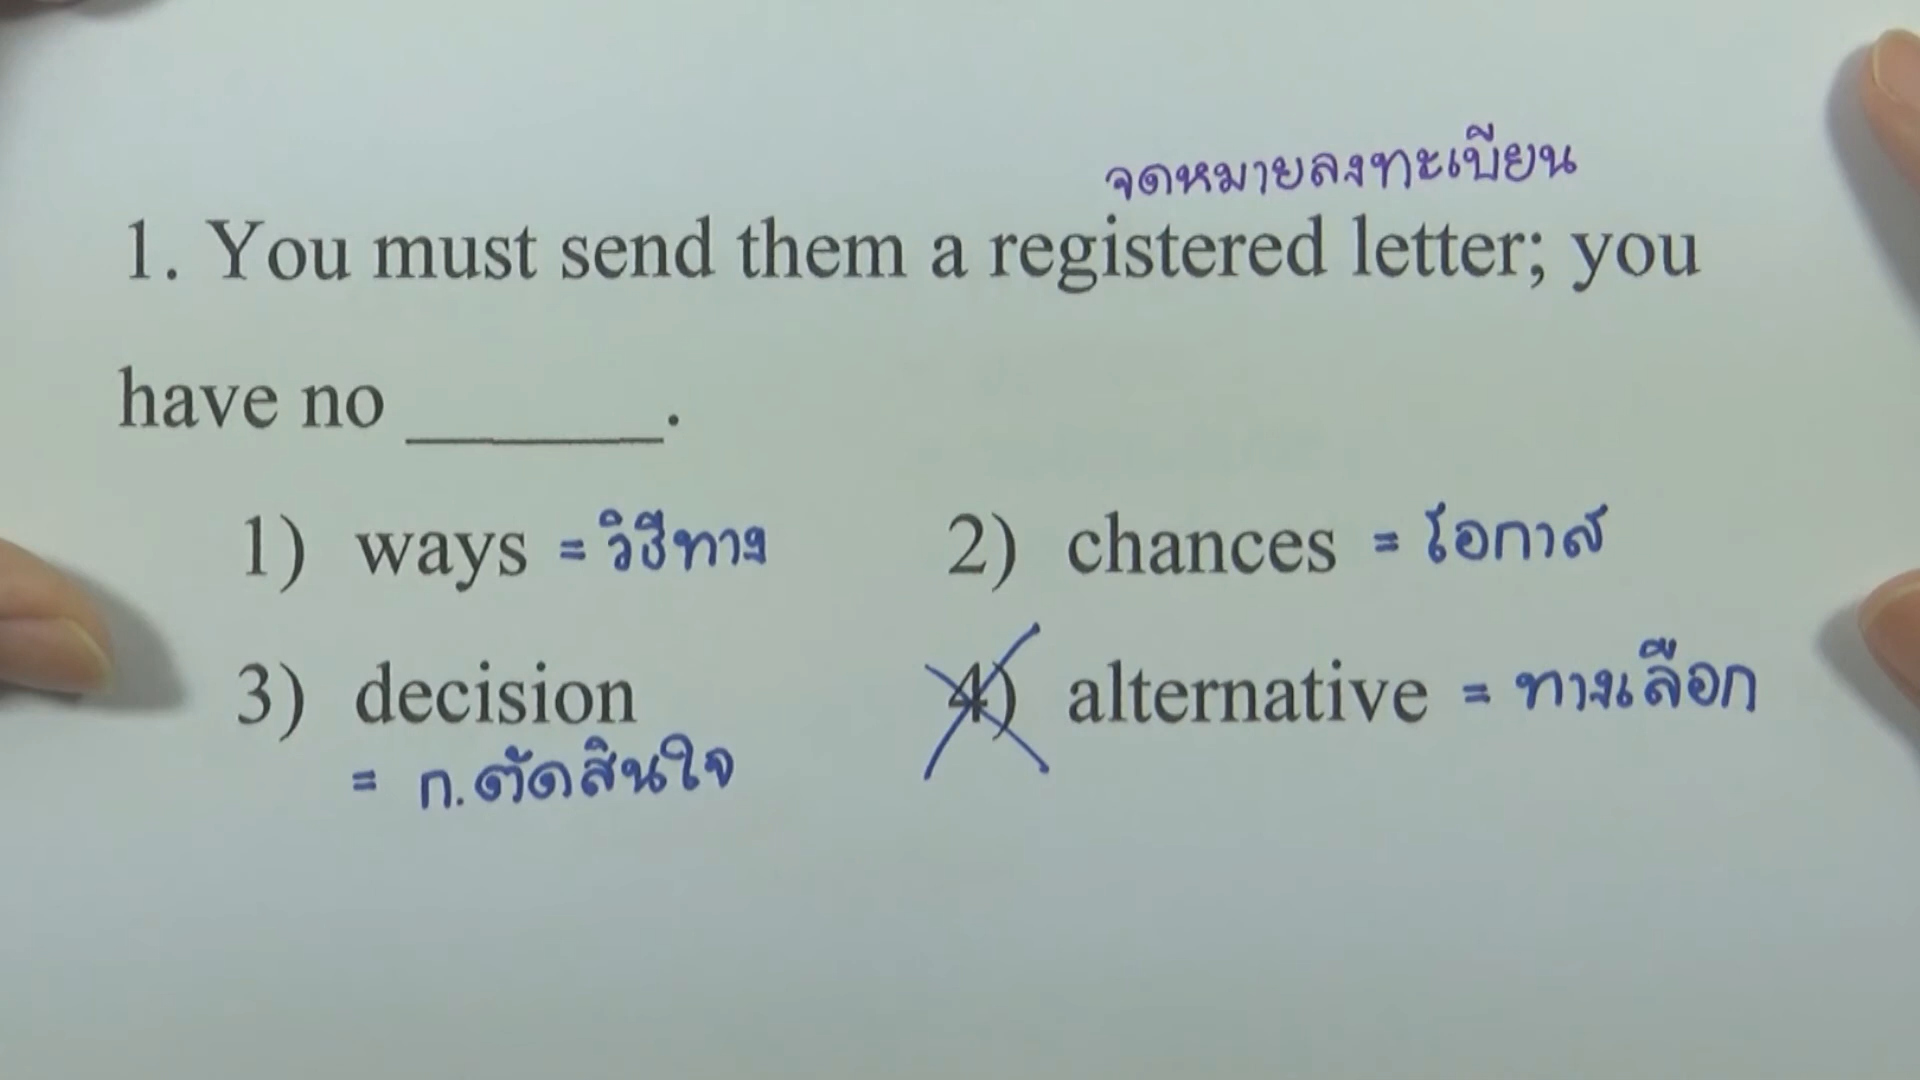 จดหมายลงทะเบียน
1. You must send them a registered letter; you
have no ______.
1) ways = วิธีทาง 2) chances = โอกาส
3) decision 4) alternative = ทางเลือก
= ก.ตัดสินใจ